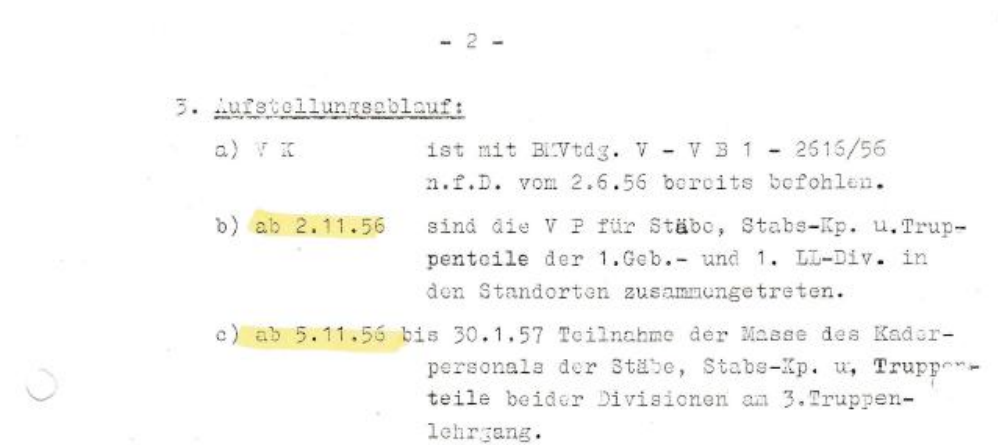 - 2 -
3. Aufstellungsablauf:
a) V K ist mit BMVtdg. V - V B 1 - 2616/56
n.f.D. vom 2.6.56 bereits befohlen.
b) ab 2.11.56 sind die V P für Stäbe, Stabs-Kp. u.Trup-
penteile der 1.Geb.- und 1. LL-Div. in
den Standorten zusammengetreten.
c) ab 5.11.56 bis 30.1.57 Teilnahme der Masse des Kader-
personals der Stäbe, Stabs-Kp. u, Truppen-
teile beider Divisionen am 3.Truppen-
lehrgang.